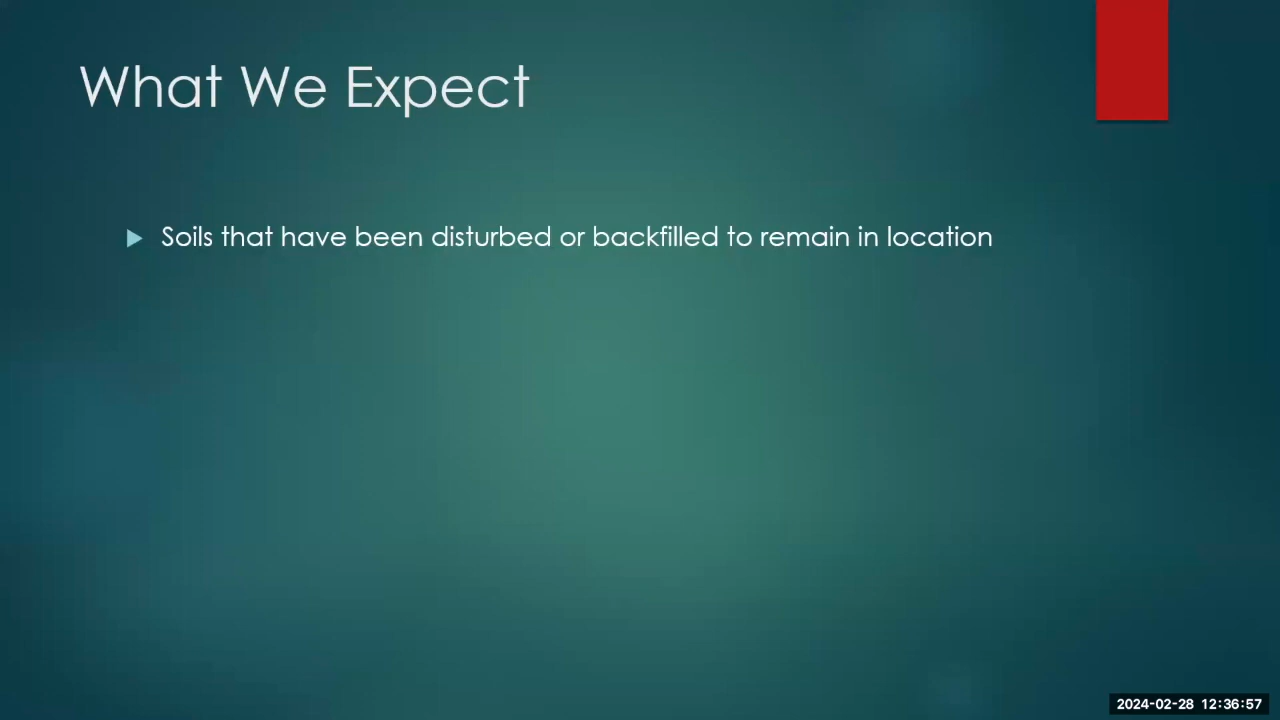 What We Expect
Soils that have been disturbed or backfilled to remain in location
2024-02-28 12:36:57